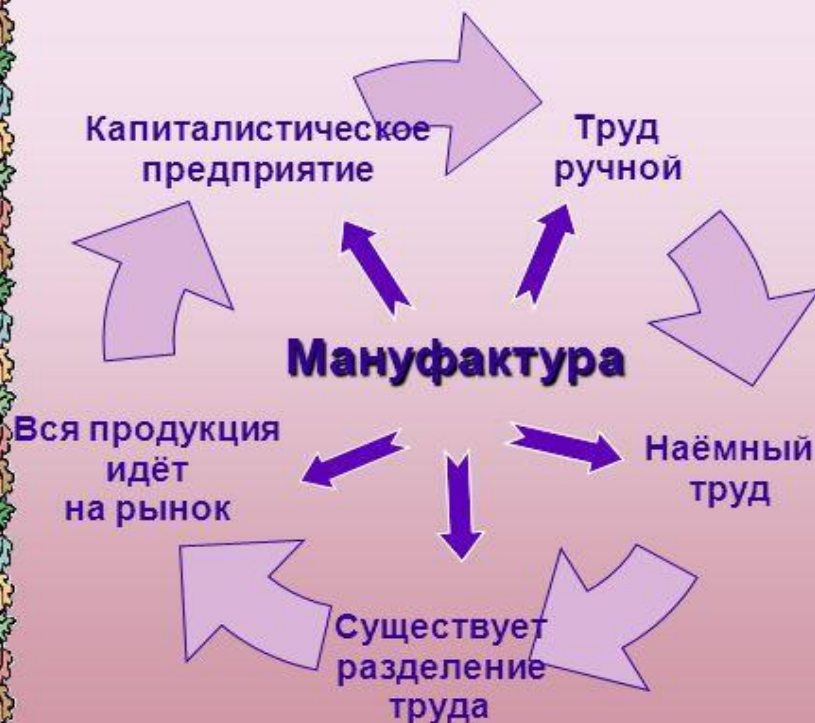 Капиталистическое
предприятие
Труд
ручной
Мануфактура
Наёмный
труд
Существует
разделение
труда
Вся продукция
идёт
на рынок